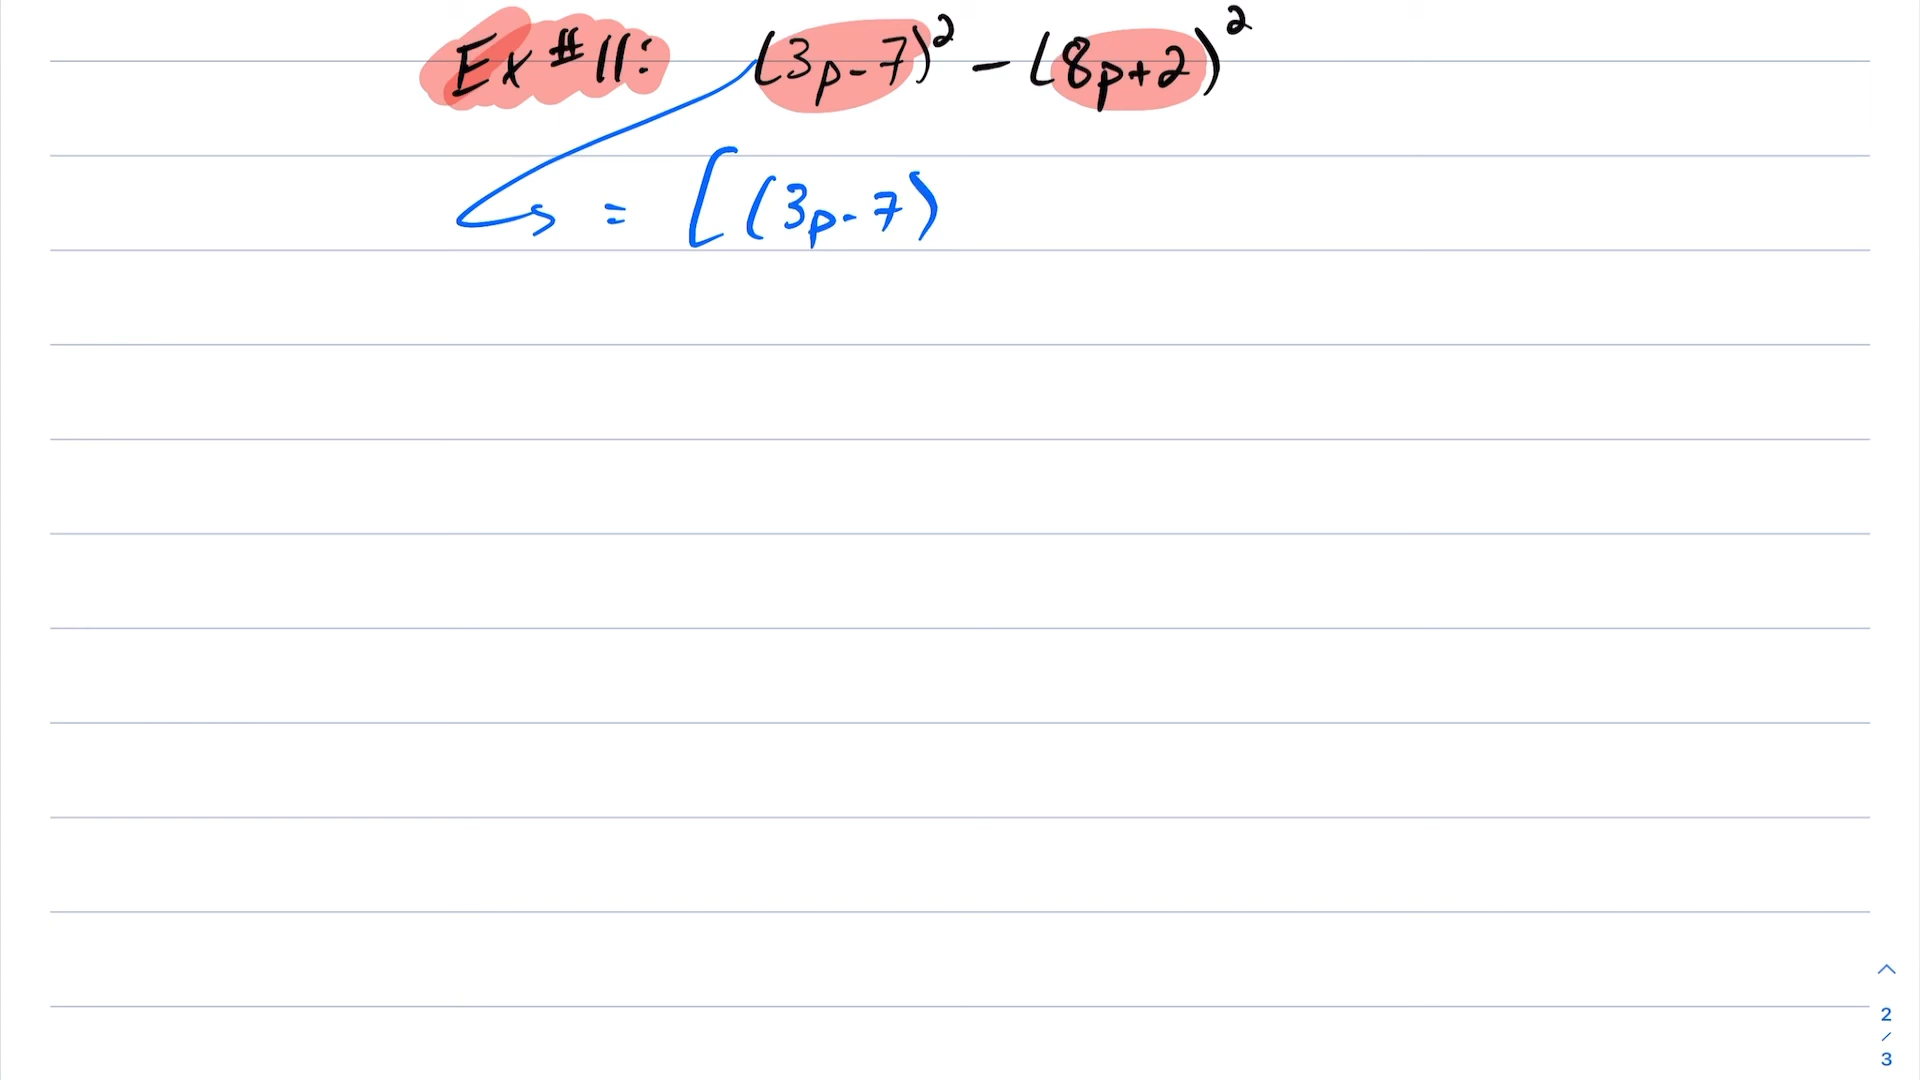 Ex #11: (3p-7)² - (8p+2)²
= [(3p-7)
2
/
3